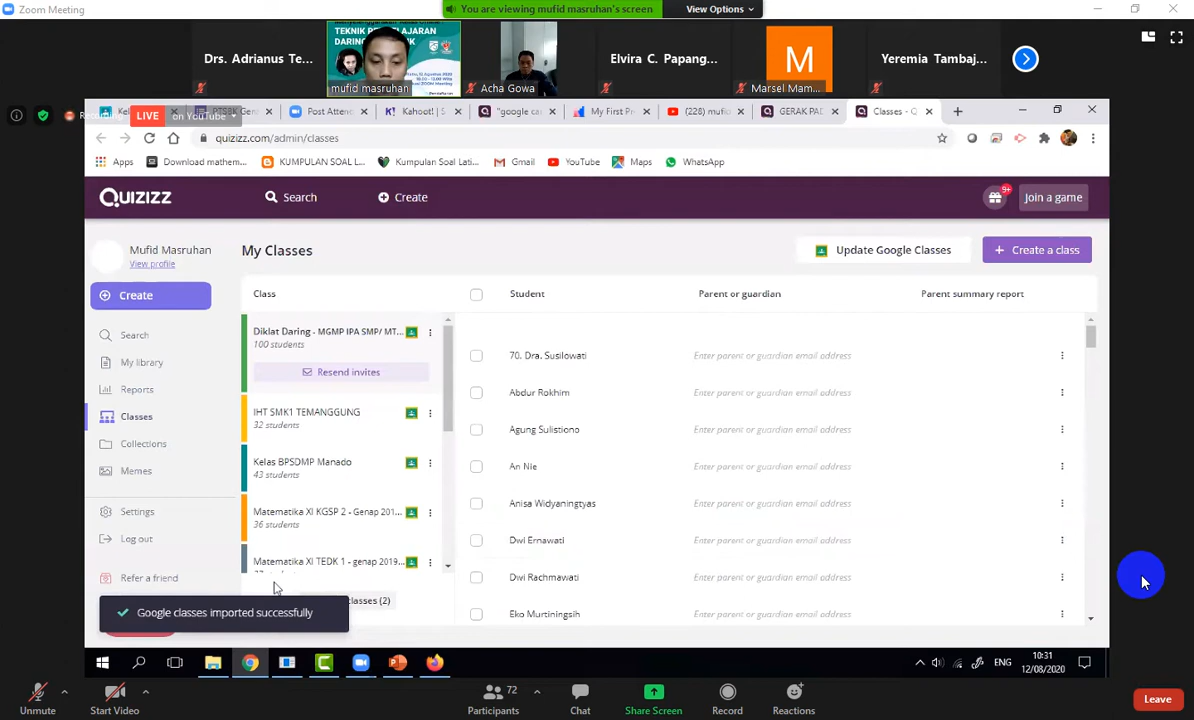 Zoom Meeting
You are viewing mufid masruhan's screen
View Options
Drs. Adrianus Te...
mufid masruhan
Acha Gowa
Elvira C. Papang...
M
Marsel Mam...
Yeremia Tambaj...
LIVE on YouTube
Post Atten
Kahoot!
"google ca
My First Pr
(228) mufi
GERAK PA
Classes - Q
quizizz.com/admin/classes
Apps
Download mathem...
KUMPULAN SOAL L...
Kumpulan Soal Lati...
Gmail
YouTube
Maps
WhatsApp
QUIZIZZ
Search
Create
9+
Join a game
Mufid Masruhan
View profile
Create
Search
My library
Reports
Classes
Collections
Memes
Settings
Log out
Refer a friend
My Classes
Update Google Classes
+ Create a class
Class
Student
Parent or guardian
Parent summary report
Diklat Daring - MGMP IPA SMP/ MT...
100 students
Resend invites
IHT SMK1 TEMANGGUNG
32 students
Kelas BPSDMP Manado
43 students
Matematika XI KGSP 2 - Genap 201...
36 students
Matematika XI TEDK 1 - genap 2019...
classes (2)
70. Dra. Susilowati
Enter parent or guardian email address
Abdur Rokhim
Enter parent or guardian email address
Agung Sulistiono
Enter parent or guardian email address
An Nie
Enter parent or guardian email address
Anisa Widyaningtyas
Enter parent or guardian email address
Dwi Ernawati
Enter parent or guardian email address
Dwi Rachmawati
Enter parent or guardian email address
Eko Murtiningsih
Enter parent or guardian email address
Google classes imported successfully
ENG
10:31
12/08/2020
Unmute
Start Video
72
Participants
Chat
Share Screen
Record
Reactions
Leave